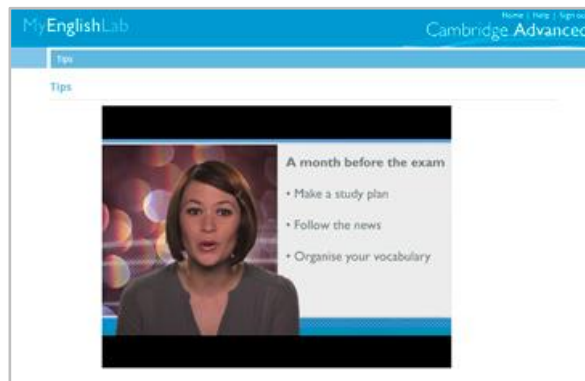 Home | Help | Sign out
MyEnglishLab
Cambridge Advanced
Tips
Tips
A month before the exam
• Make a study plan
• Follow the news
• Organise your vocabulary